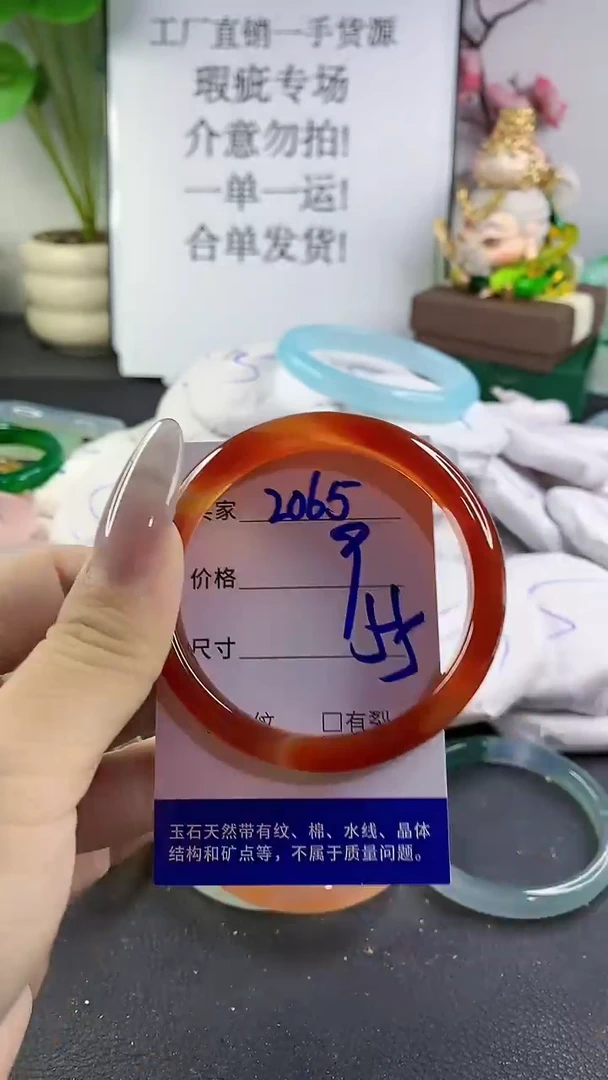 工厂直销一手货源
瑕疵专场
介意勿拍!
一单一运!
合单发货!
家 2065
价格
尺寸
纹 □有裂
玉石天然带有纹、棉、水线、晶体
结构和矿点等，不属于质量问题。